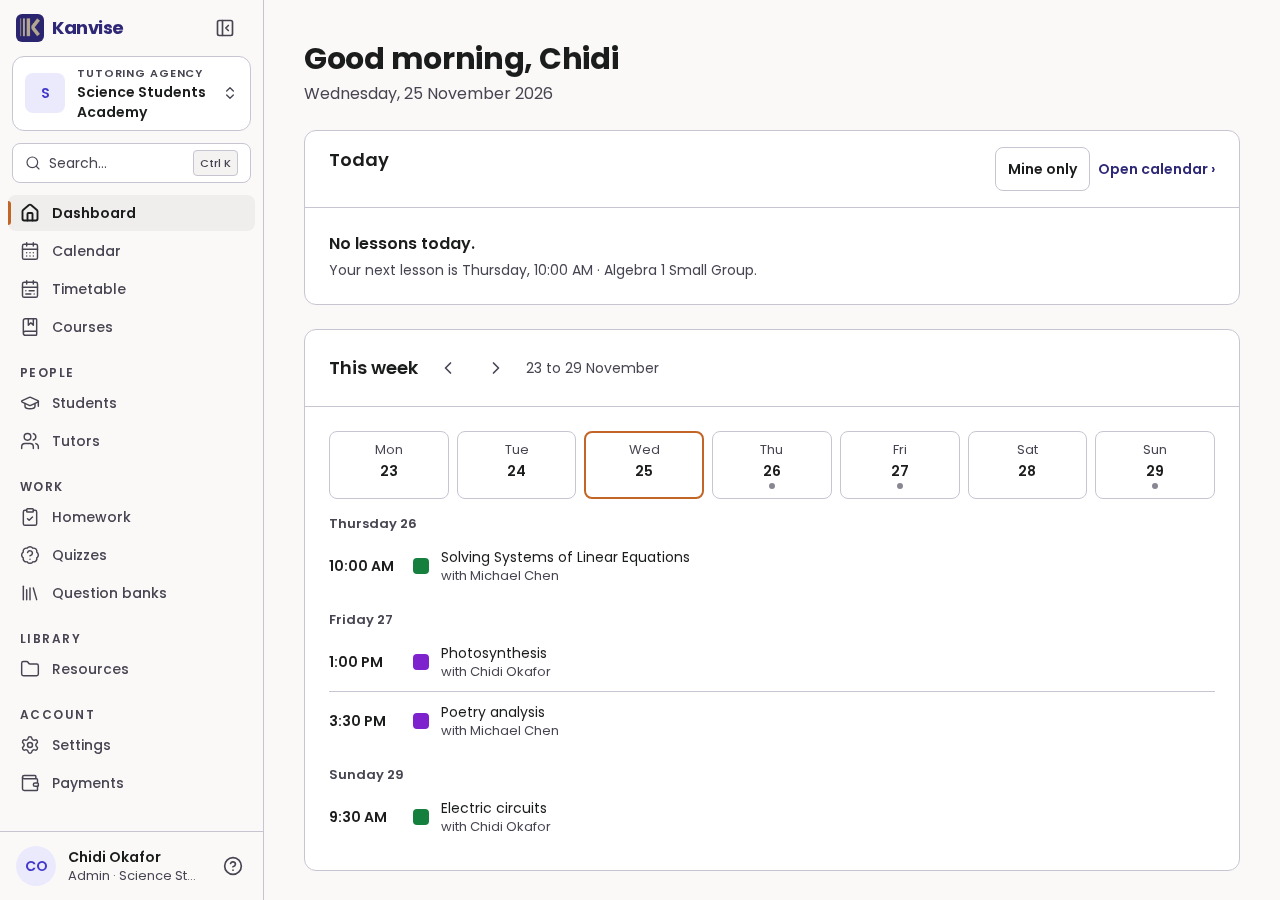 Kanvise
TUTORING AGENCY
S
Science Students
Academy
Search...
Ctrl K
Dashboard
Calendar
Timetable
Courses
PEOPLE
Students
Tutors
WORK
Homework
Quizzes
Question banks
LIBRARY
Resources
ACCOUNT
Settings
Payments
CO
Chidi Okafor
Admin · Science St...
Good morning, Chidi
Wednesday, 25 November 2026
Today
Mine only
Open calendar ›
No lessons today.
Your next lesson is Thursday, 10:00 AM · Algebra 1 Small Group.
This week
23 to 29 November
Mon
23
Tue
24
Wed
25
Thu
26
Fri
27
Sat
28
Sun
29
Thursday 26
10:00 AM
Solving Systems of Linear Equations
with Michael Chen
Friday 27
1:00 PM
Photosynthesis
with Chidi Okafor
3:30 PM
Poetry analysis
with Michael Chen
Sunday 29
9:30 AM
Electric circuits
with Chidi Okafor